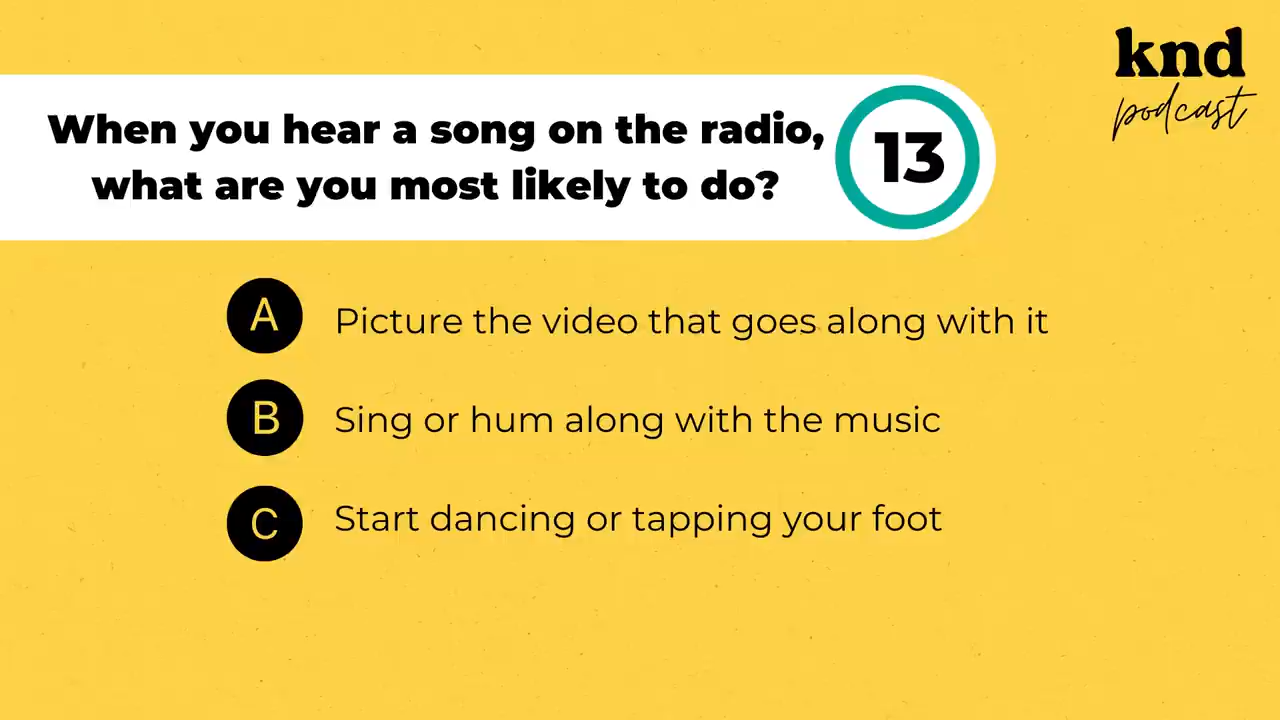 knd
podcast
When you hear a song on the radio,
what are you most likely to do?
13
A Picture the video that goes along with it
B Sing or hum along with the music
C Start dancing or tapping your foot